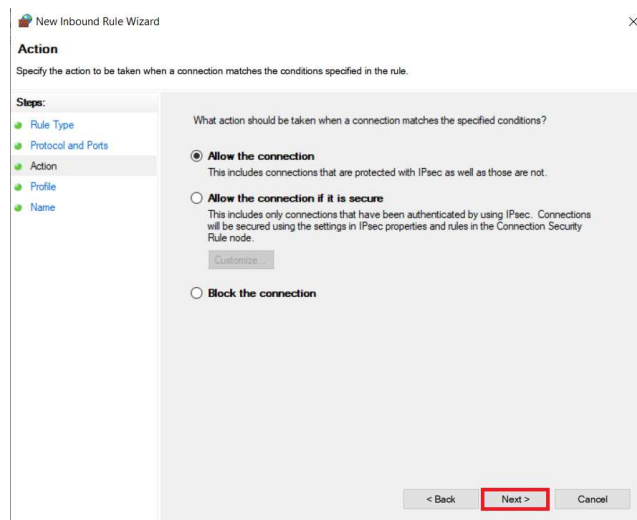 New Inbound Rule Wizard
Action
Specify the action to be taken when a connection matches the conditions specified in the rule.
Steps:
Rule Type
Protocol and Ports
Action
Profile
Name
What action should be taken when a connection matches the specified conditions?
Allow the connection
This includes connections that are protected with IPsec as well as those are not.
Allow the connection if it is secure
This includes only connections that have been authenticated by using IPsec. Connections
will be secured using the settings in IPsec properties and rules in the Connection Security
Rule node.
Customize...
Block the connection
< Back Next > Cancel